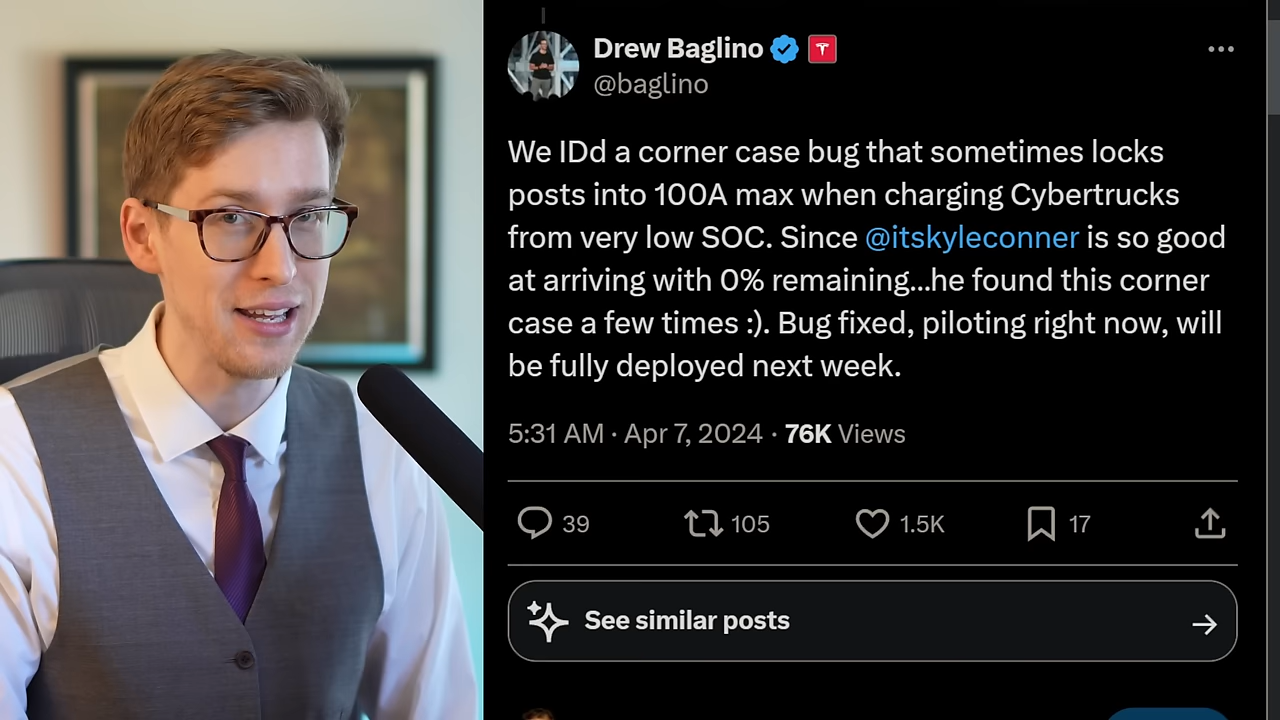 Drew Baglino
@baglino
We IDd a corner case bug that sometimes locks
posts into 100A max when charging Cybertrucks
from very low SOC. Since @itskyleconner is so good
at arriving with 0% remaining...he found this corner
case a few times :). Bug fixed, piloting right now, will
be fully deployed next week.
5:31 AM · Apr 7, 2024 · 76K Views
39 105 1.5K 17
See similar posts